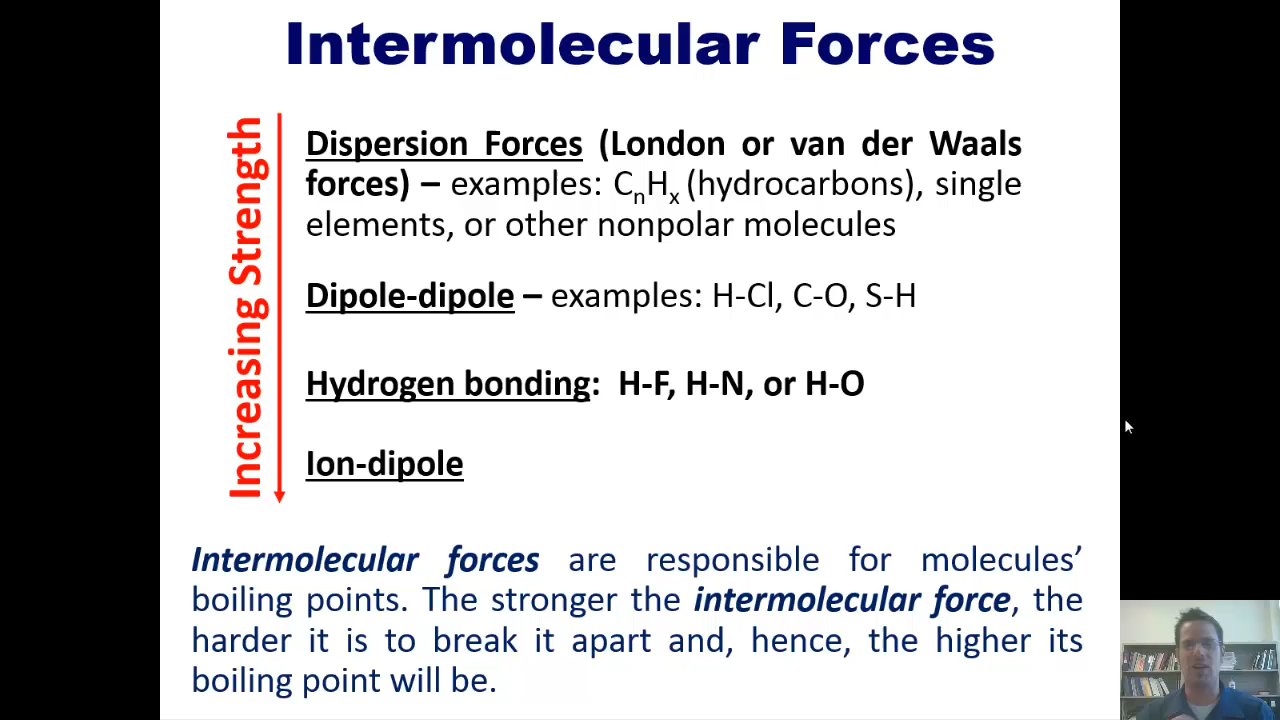 Intermolecular Forces
Increasing Strength
Dispersion Forces (London or van der Waals
forces) – examples: CnHx (hydrocarbons), single
elements, or other nonpolar molecules
Dipole-dipole – examples: H-Cl, C-O, S-H
Hydrogen bonding: H-F, H-N, or H-O
Ion-dipole
Intermolecular forces are responsible for molecules’
boiling points. The stronger the intermolecular force, the
harder it is to break it apart and, hence, the higher its
boiling point will be.